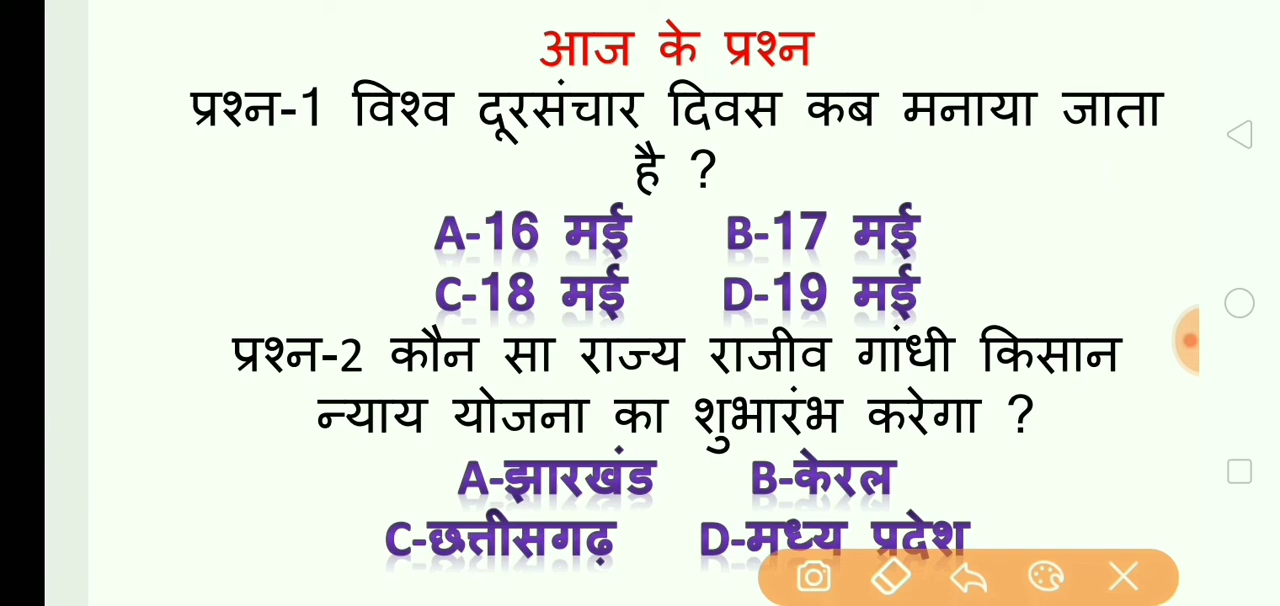 आज के प्रश्न
प्रश्न-1 विश्व दूरसंचार दिवस कब मनाया जाता
है ?
A-16 मई B-17 मई
C-18 मई D-19 मई
प्रश्न-2 कौन सा राज्य राजीव गांधी किसान
न्याय योजना का शुभारंभ करेगा ?
A-झारखंड B-केरल
C-छत्तीसगढ़ D-मध्य प्रदेश